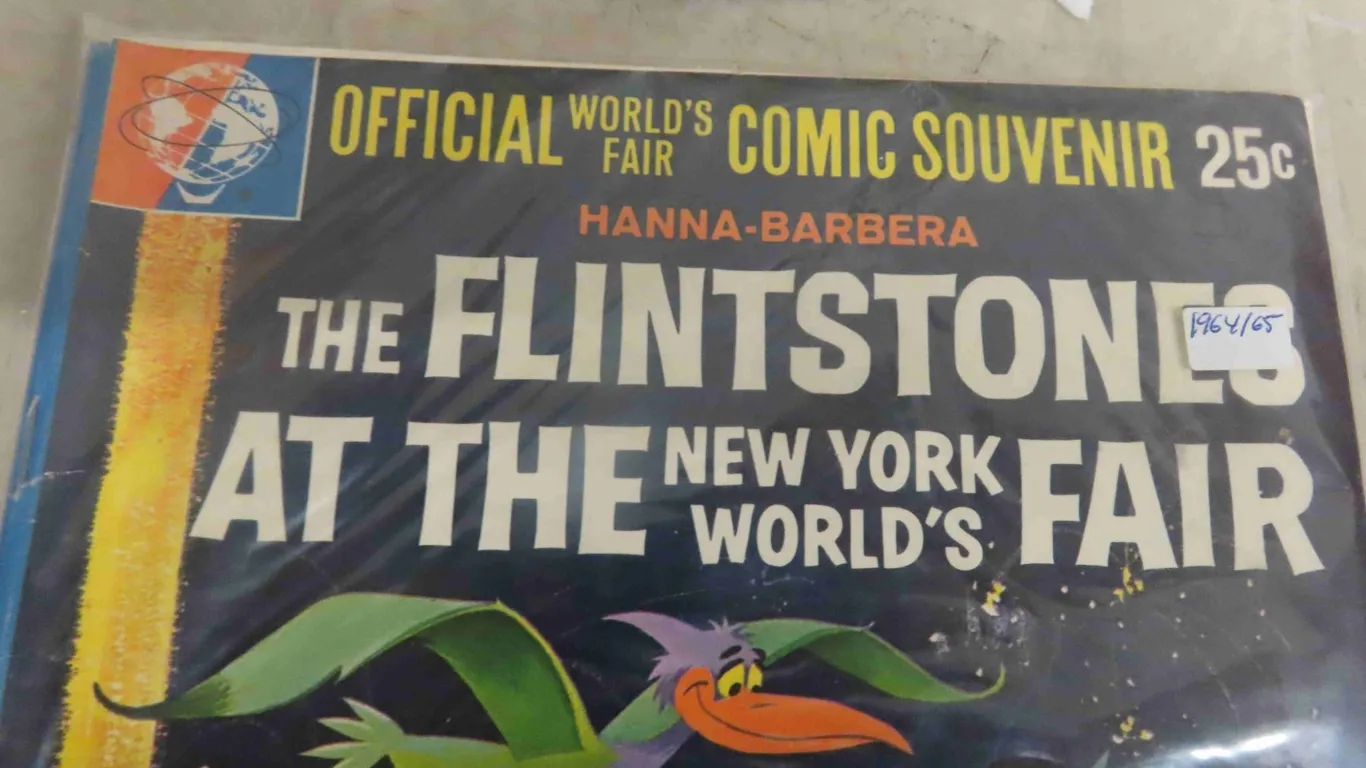 OFFICIAL WORLD'S FAIR COMIC SOUVENIR 25c
HANNA-BARBERA
THE FLINTSTONES
1964/65
AT THE NEW YORK WORLD'S FAIR